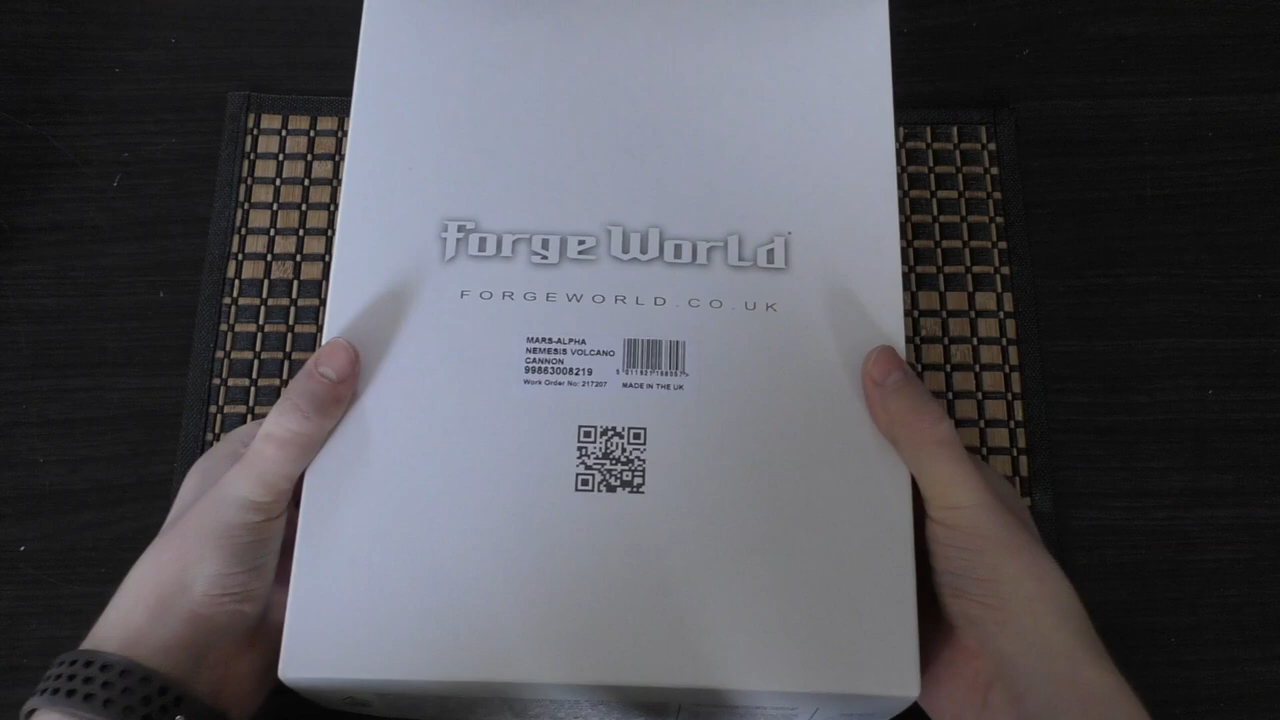 Forge World
FORGEWORLD.CO.UK
MARS-ALPHA
NEMESIS VOLCANO
CANNON
99863008219
Work Order No: 217207
MADE IN THE UK